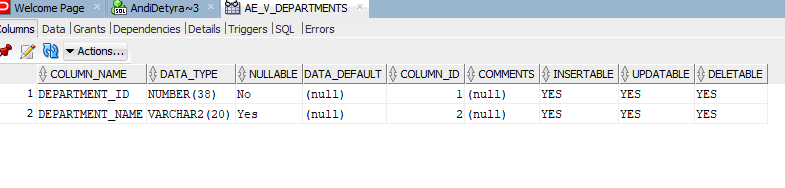 Welcome Page AndiDetyra~3 AE_V_DEPARTMENTS
Columns Data Grants Dependencies Details Triggers SQL Errors
Actions...
COLUMN_NAME DATA_TYPE NULLABLE DATA_DEFAULT COLUMN_ID COMMENTS INSERTABLE UPDATABLE DELETABLE
1 DEPARTMENT_ID NUMBER(38) No (null) 1 (null) YES YES YES
2 DEPARTMENT_NAME VARCHAR2(20) Yes (null) 2 (null) YES YES YES